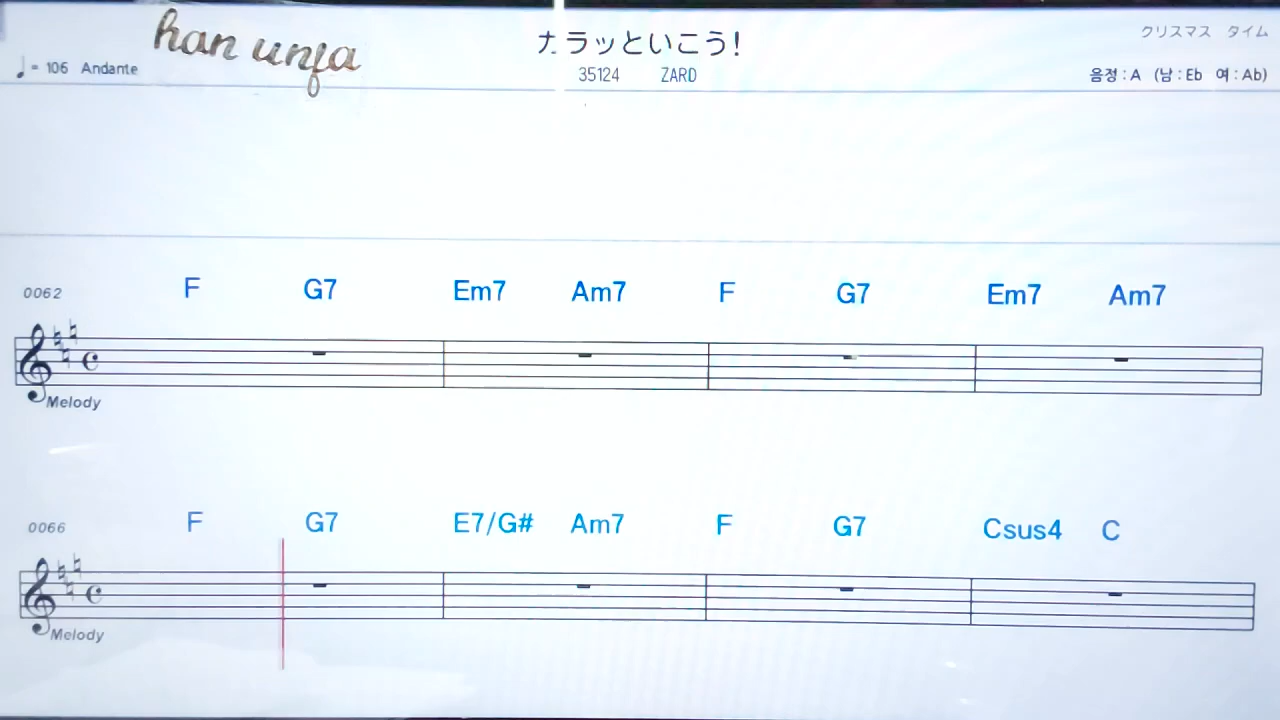 han unfa
カラッといこう!
クリスマス タイム
♩= 106 Andante
35124 ZARD
음정 : A (남 : Eb 여 : Ab)
0062 F G7 Em7 Am7 F G7 Em7 Am7
Melody
0066 F G7 E7/G# Am7 F G7 Csus4 C
Melody